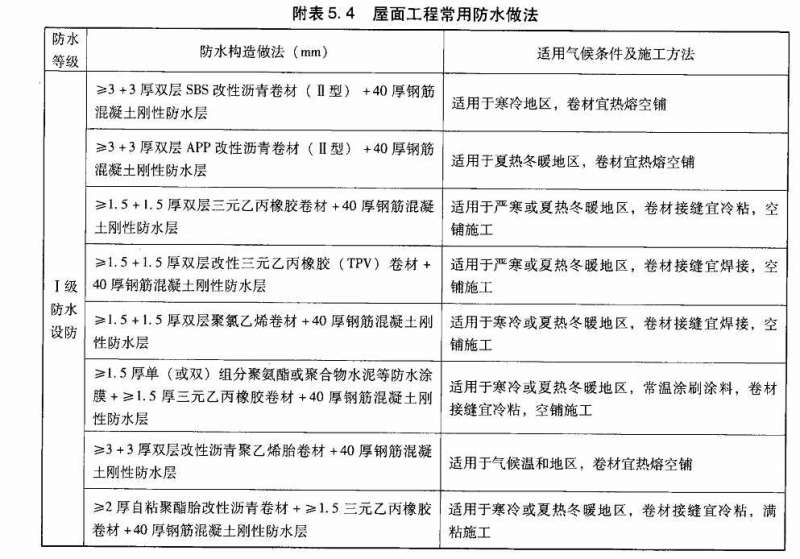 附表5.4 屋面工程常用防水做法
防水
等级
防水构造做法（mm）
适用气候条件及施工方法
Ⅰ级
防水
设防
≥3+3厚双层SBS改性沥青卷材（Ⅱ型）+40厚钢筋
混凝土刚性防水层
适用于寒冷地区，卷材宜热熔空铺
≥3+3厚双层APP改性沥青卷材（Ⅱ型）+40厚钢筋
混凝土刚性防水层
适用于夏热冬暖地区，卷材宜热熔空铺
≥1.5+1.5厚双层三元乙丙橡胶卷材+40厚钢筋混凝
土刚性防水层
适用于严寒或夏热冬暖地区，卷材接缝宜冷粘，空
铺施工
≥1.5+1.5厚双层改性三元乙丙橡胶（TPV）卷材+
40厚钢筋混凝土刚性防水层
适用于严寒或夏热冬暖地区，卷材接缝宜焊接，空
铺施工
≥1.5+1.5厚双层聚氯乙烯卷材+40厚钢筋混凝土刚
性防水层
适用于寒冷或夏热冬暖地区，卷材接缝宜焊接，空
铺施工
≥1.5厚单（或双）组分聚氨酯或聚合物水泥等防水涂
膜+≥1.5厚三元乙丙橡胶卷材+40厚钢筋混凝土刚
性防水层
适用于寒冷或夏热冬暖地区，常温涂刷涂料，卷材
接缝宜冷粘，空铺施工
≥3+3厚双层改性沥青聚乙烯胎卷材+40厚钢筋混凝
土刚性防水层
适用于气候温和地区，卷材宜热熔空铺
≥2厚自粘聚酯胎改性沥青卷材+≥1.5三元乙丙橡胶
卷材+40厚钢筋混凝土刚性防水层
适用于寒冷或夏热冬暖地区，卷材接缝宜冷粘，满
粘施工